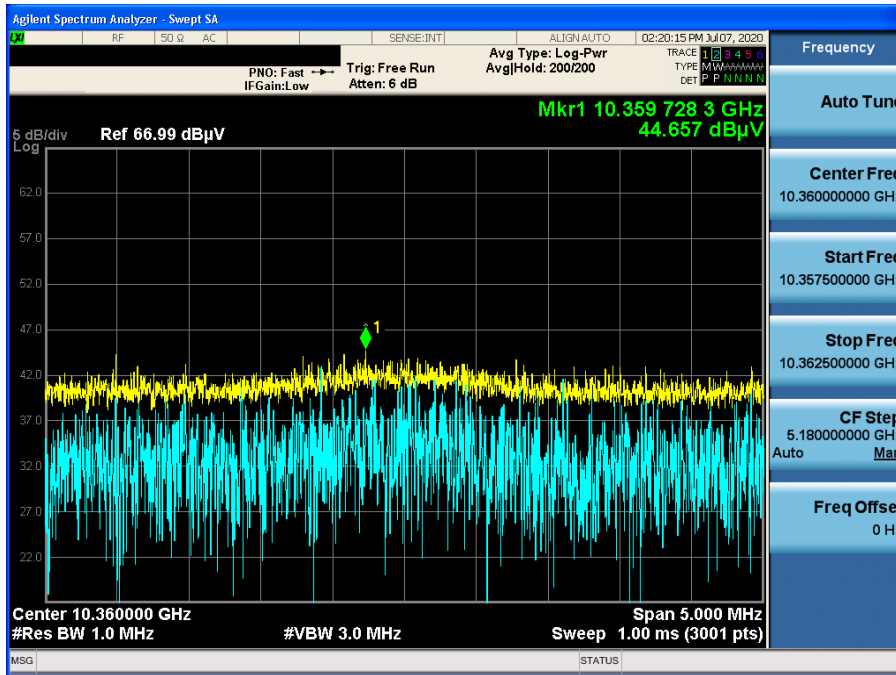 Agilent Spectrum Analyzer - Swept SA
LXI RF 50 Ω AC SENSE:INT ALIGN AUTO 02:20:15 PM Jul 07, 2020
Frequency
PNO: Fast
IFGain:Low
Trig: Free Run
Atten: 6 dB
Avg Type: Log-Pwr
Avg|Hold: 200/200
TRACE 1 2 3 4 5 6
TYPE M W W W W W
DET P P N N N N
Auto Tune
Mkr1 10.359 728 3 GHz
44.657 dBµV
5 dB/div Ref 66.99 dBµV
Log
62.0
57.0
52.0
47.0
42.0
37.0
32.0
27.0
22.0
1
Center Freq
10.360000000 GH
Start Freq
10.357500000 GH
Stop Freq
10.362500000 GH
CF Step
5.180000000 GH
Auto Man
Freq Offse
0 H
Center 10.360000 GHz Span 5.000 MHz
#Res BW 1.0 MHz #VBW 3.0 MHz Sweep 1.00 ms (3001 pts)
MSG STATUS